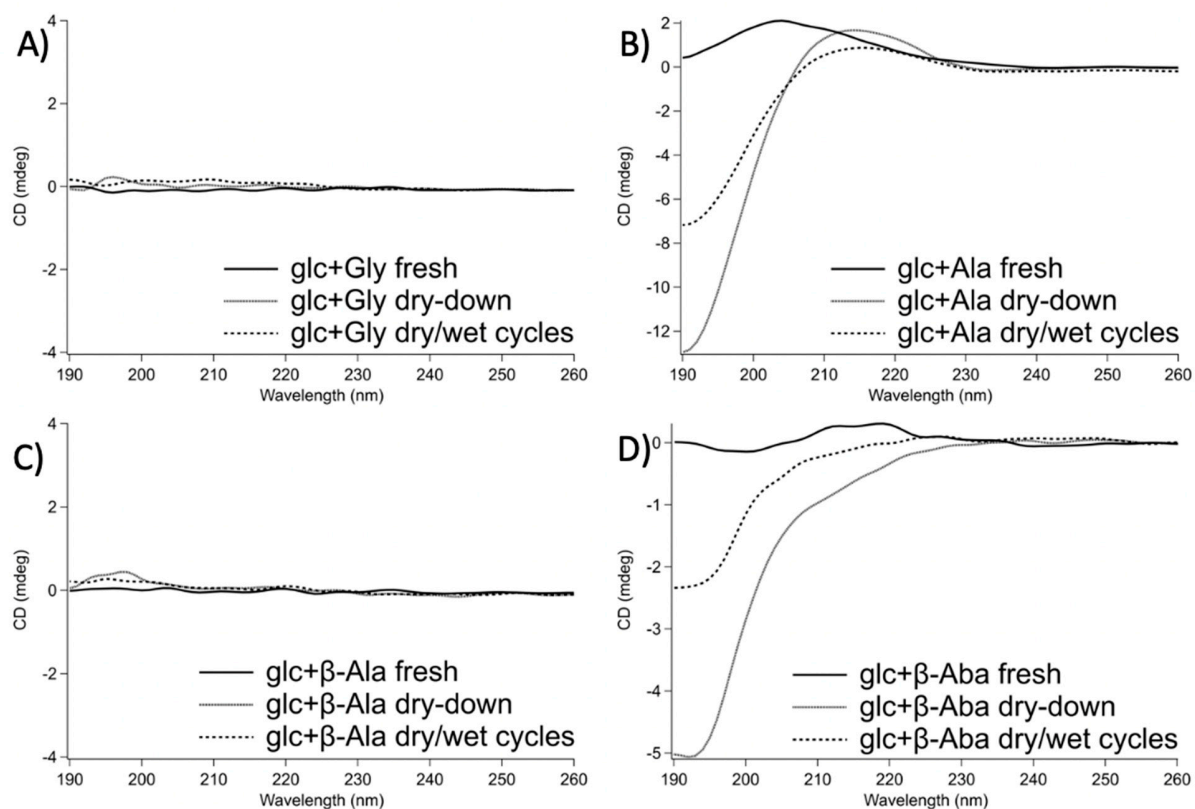 A)
4
2
0
-2
-4
CD (mdeg)
glc+Gly fresh
glc+Gly dry-down
glc+Gly dry/wet cycles
190 200 210 220 230 240 250 260
Wavelength (nm)
B)
2
0
-2
-4
-6
-8
-10
-12
CD (mdeg)
glc+Ala fresh
glc+Ala dry-down
glc+Ala dry/wet cycles
190 200 210 220 230 240 250 260
Wavelength (nm)
C)
4
2
0
-2
-4
CD (mdeg)
glc+β-Ala fresh
glc+β-Ala dry-down
glc+β-Ala dry/wet cycles
190 200 210 220 230 240 250 260
Wavelength (nm)
D)
0
-1
-2
-3
-4
-5
CD (mdeg)
glc+β-Aba fresh
glc+β-Aba dry-down
glc+β-Aba dry/wet cycles
190 200 210 220 230 240 250 260
Wavelength (nm)